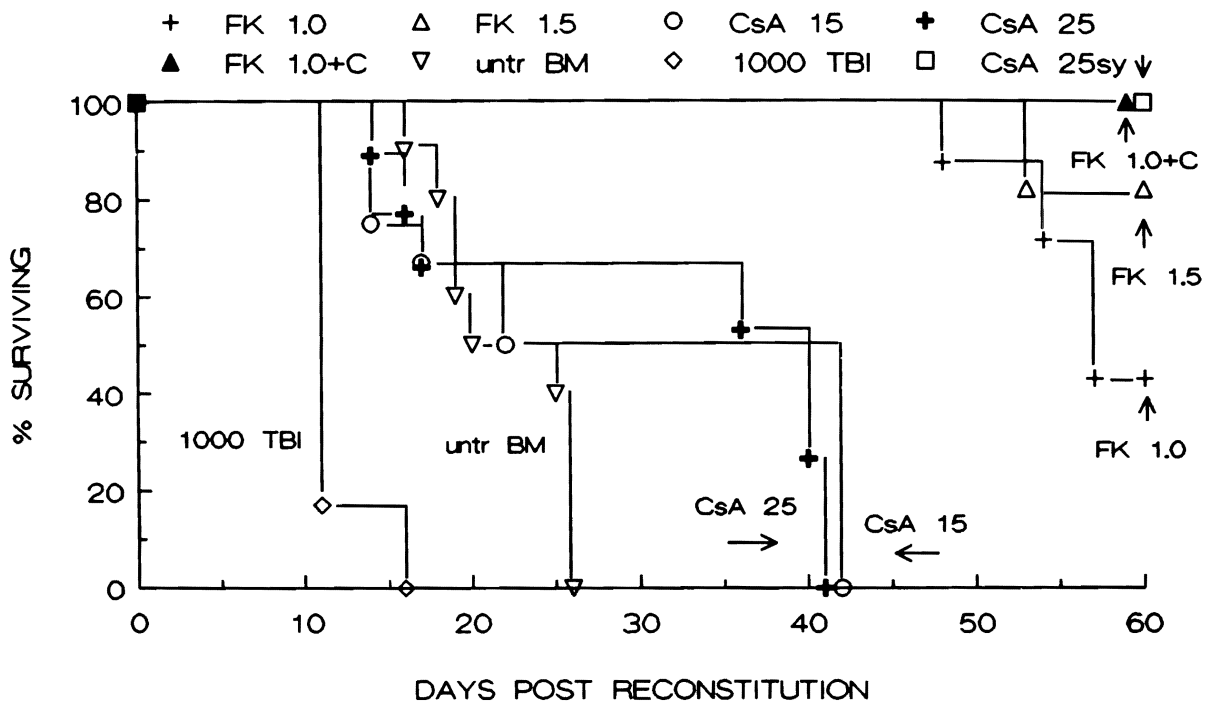 + FK 1.0 △ FK 1.5 ○ CsA 15 ✚ CsA 25
▲ FK 1.0+C ▽ untr BM ◇ 1000 TBI □ CsA 25sy
100
80
60
40
20
0
% SURVIVING
FK 1.0+C
FK 1.5
FK 1.0
1000 TBI
untr BM
CsA 25
CsA 15
0 10 20 30 40 50 60
DAYS POST RECONSTITUTION